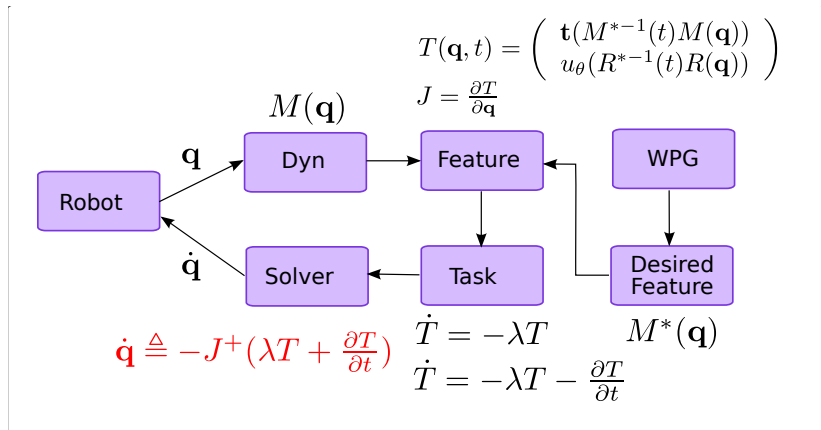 T(𝐪, t) = ( 𝐭(M*⁻¹(t)M(𝐪))
u_θ(R*⁻¹(t)R(𝐪)) )
J = ∂T/∂𝐪
M(𝐪)
𝐪
Dyn
Feature
WPG
Robot
𝐪̇
Solver
Task
Desired
Feature
𝐪̇ ≜ −J⁺(λT + ∂T/∂t)
Ṫ = −λT
M*(𝐪)
Ṫ = −λT − ∂T/∂t